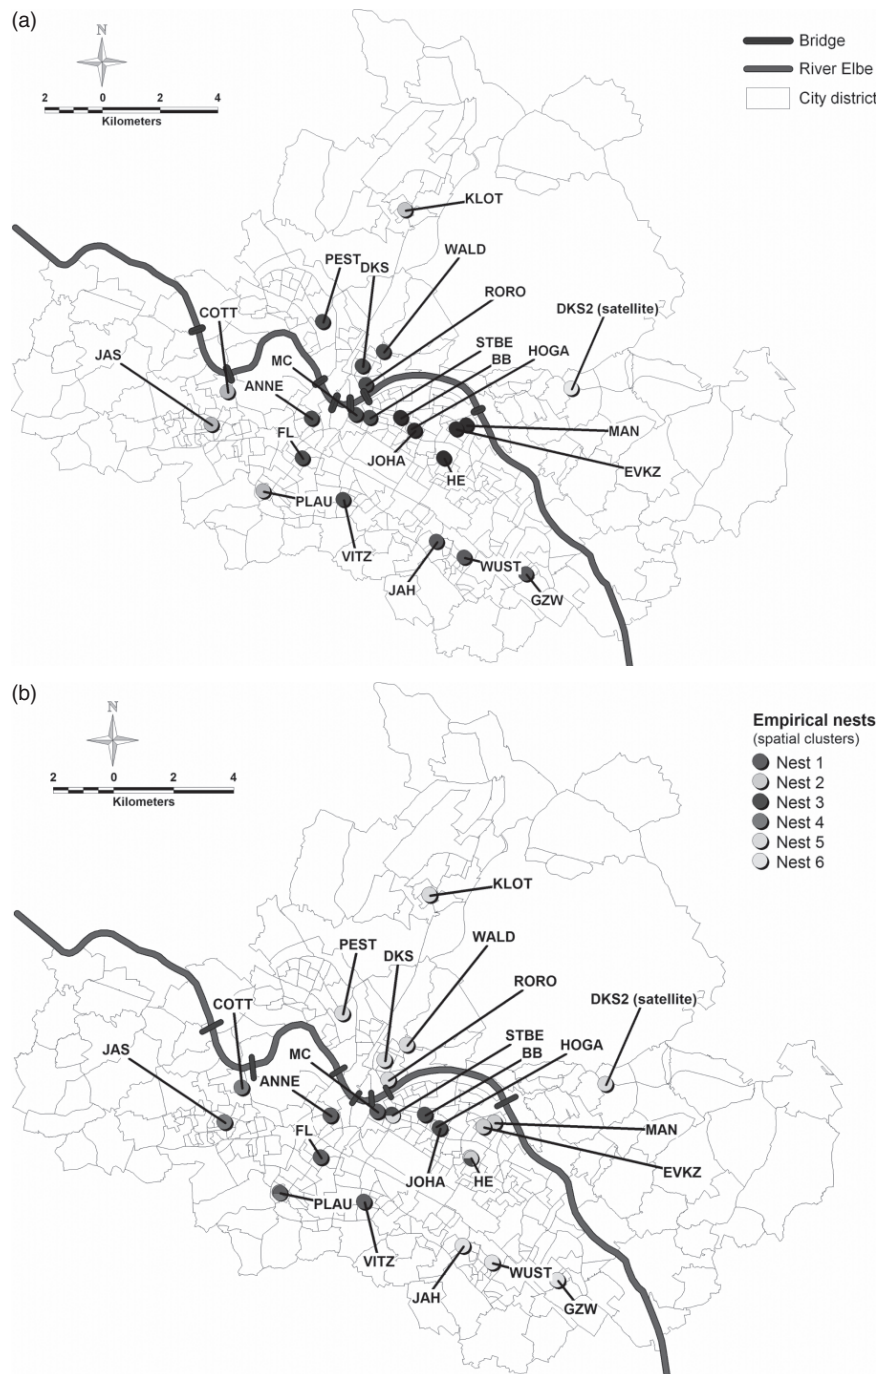 (a)
N
2 0 2 4
Kilometers
Bridge
River Elbe
City district
KLOT
PEST
DKS
WALD
RORO
COTT
DKS2 (satellite)
STBE
BB
HOGA
MC
JAS
ANNE
FL
MAN
JOHA
EVKZ
HE
PLAU
VITZ
WUST
JAH
GZW
(b)
N
2 0 2 4
Kilometers
Empirical nests
(spatial clusters)
Nest 1
Nest 2
Nest 3
Nest 4
Nest 5
Nest 6
KLOT
PEST
DKS
WALD
RORO
DKS2 (satellite)
COTT
STBE
BB
HOGA
JAS
MC
ANNE
FL
MAN
EVKZ
JOHA
HE
PLAU
VITZ
WUST
JAH
GZW